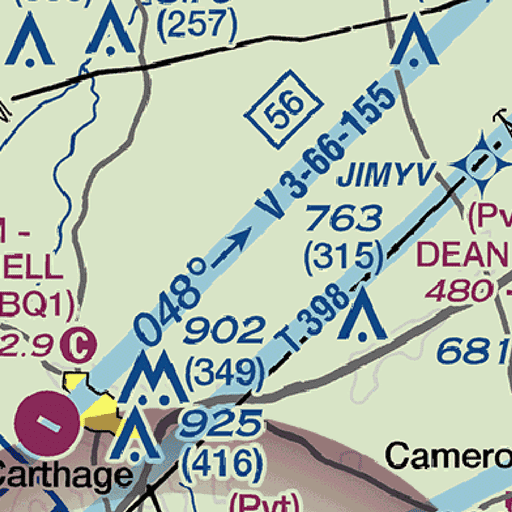 (257)
56
V 3-66-155
JIMYV
763
(315)
(Pv
DEAN
480 -
M -
ELL
BQ1)
048°
2.9 C
902
(349)
T 398
681
925
(416)
Carthage
Camero
(Pvt)